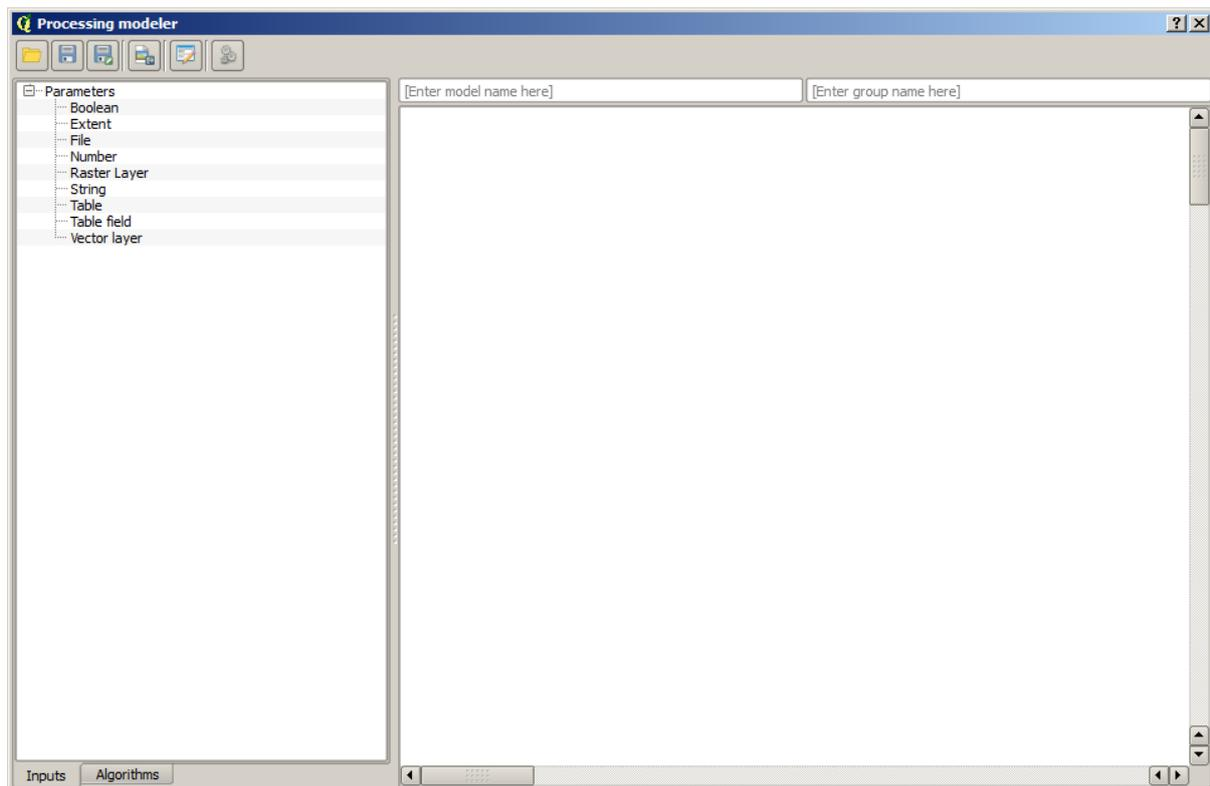 Processing modeler
Parameters
Boolean
Extent
File
Number
Raster Layer
String
Table
Table field
Vector layer
[Enter model name here]
[Enter group name here]
Inputs
Algorithms